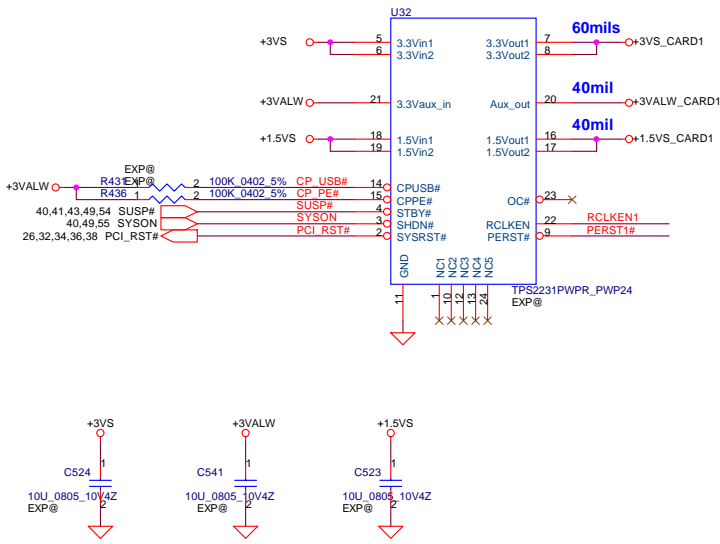 U32
+3VS
5
6
3.3Vin1
3.3Vin2
3.3Vout1
3.3Vout2
7
8
60mils
+3VS_CARD1
+3VALW
21
3.3Vaux_in
Aux_out
20
40mil
+3VALW_CARD1
+1.5VS
18
19
1.5Vin1
1.5Vin2
1.5Vout1
1.5Vout2
16
17
40mil
+1.5VS_CARD1
EXP@
+3VALW
R431
1
2
100K_0402_5%
CP_USB#
14
CPUSB#
EXP@
R436
1
2
100K_0402_5%
CP_PE#
15
CPPE#
OC#
23
40,41,43,49,54
SUSP#
SUSP#
4
STBY#
40,49,55
SYSON
SYSON
3
SHDN#
RCLKEN
22
RCLKEN1
26,32,34,36,38
PCI_RST#
PCI_RST#
2
SYSRST#
PERST#
9
PERST1#
GND
NC1
NC2
NC3
NC4
NC5
11
1
10
12
13
24
TPS2231PWPR_PWP24
EXP@
+3VS
1
C524
10U_0805_10V4Z
2
EXP@
+3VALW
1
C541
10U_0805_10V4Z
2
EXP@
+1.5VS
1
C523
10U_0805_10V4Z
2
EXP@